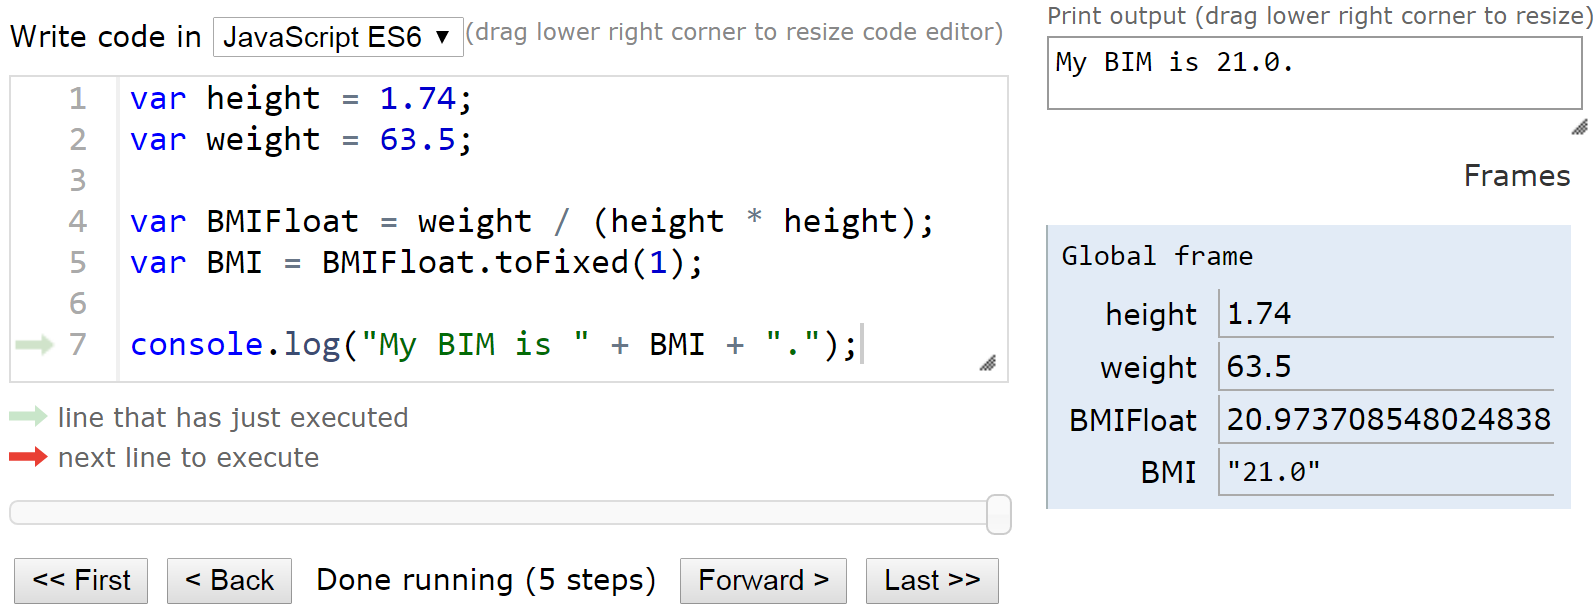 Write code in JavaScript ES6 ▼ (drag lower right corner to resize code editor)
1 var height = 1.74;
2 var weight = 63.5;
3
4 var BMIFloat = weight / (height * height);
5 var BMI = BMIFloat.toFixed(1);
6
7 console.log("My BIM is " + BMI + ".");
line that has just executed
next line to execute
<< First < Back Done running (5 steps) Forward > Last >>
Print output (drag lower right corner to resize)
My BIM is 21.0.
Frames
Global frame
height 1.74
weight 63.5
BMIFloat 20.973708548024838
BMI "21.0"